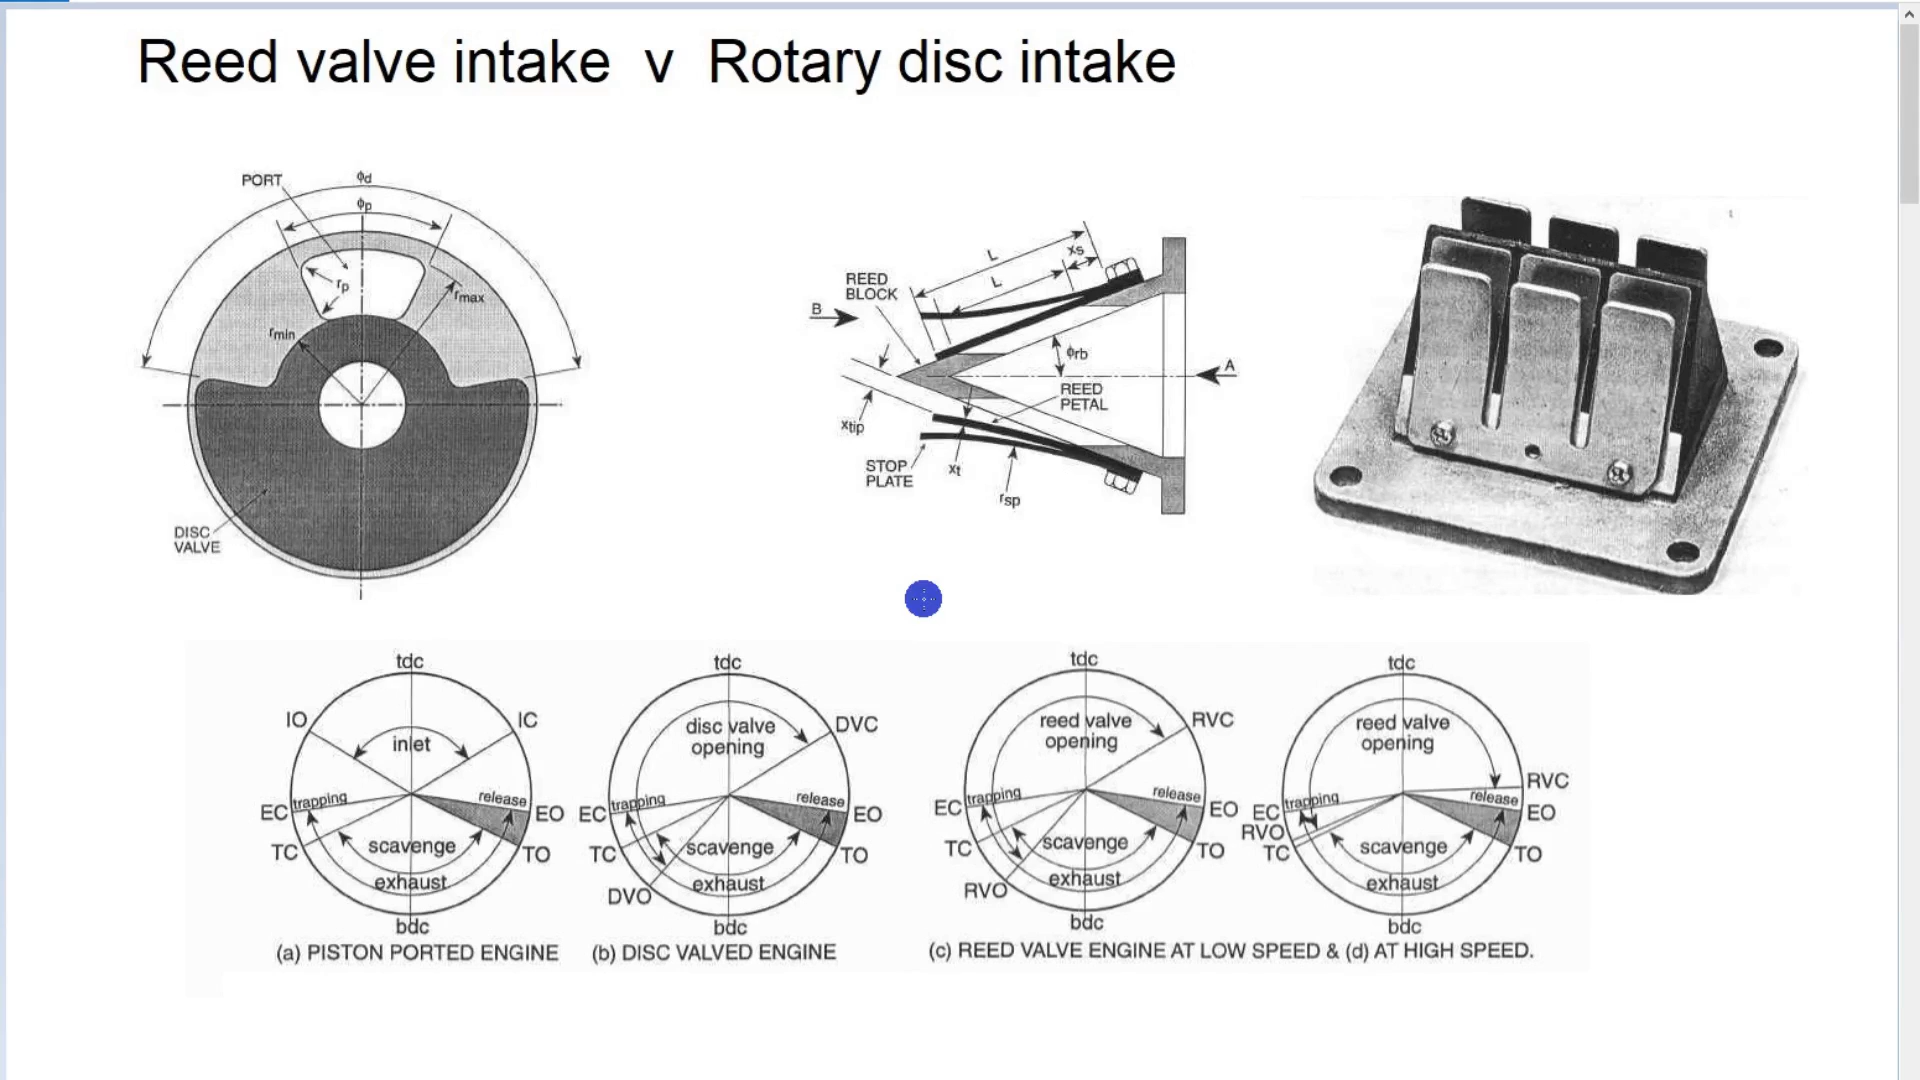 Reed valve intake v Rotary disc intake
PORT
ϕd
ϕp
rp
rmax
rmin
DISC
VALVE
REED
BLOCK
B
L
xs
L
ϕrb
A
REED
PETAL
xtip
STOP
PLATE
xt
rsp
tdc
IO
IC
inlet
EC
trapping
release
EO
TC
scavenge
TO
exhaust
bdc
(a) PISTON PORTED ENGINE
tdc
disc valve
opening
DVC
EC
trapping
release
EO
TC
scavenge
TO
DVO
exhaust
bdc
(b) DISC VALVED ENGINE
tdc
reed valve
opening
RVC
EC
trapping
release
EO
TC
scavenge
TO
RVO
exhaust
bdc
tdc
reed valve
opening
RVC
EC
trapping
release
EO
RVO
TC
scavenge
TO
exhaust
bdc
(c) REED VALVE ENGINE AT LOW SPEED & (d) AT HIGH SPEED.